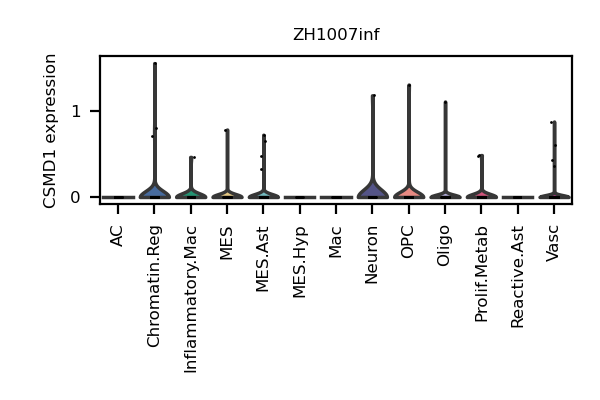 ZH1007inf
CSMD1 expression
1
0
AC
Chromatin.Reg
Inflammatory.Mac
MES
MES.Ast
MES.Hyp
Mac
Neuron
OPC
Oligo
Prolif.Metab
Reactive.Ast
Vasc